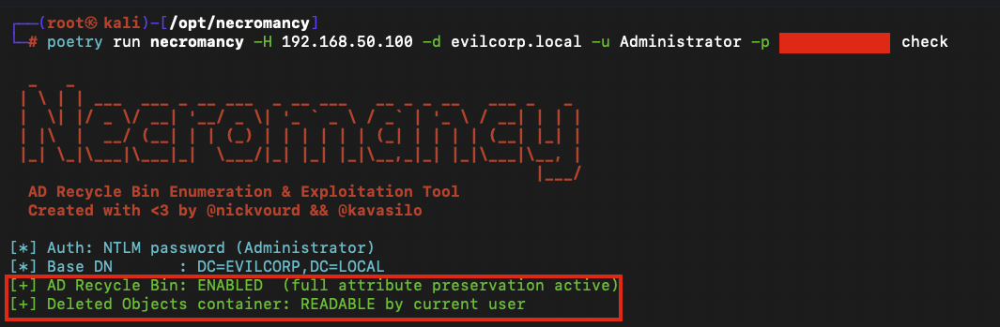 (root㉿kali)-[/opt/necromancy]
# poetry run necromancy -H 192.168.50.100 -d evilcorp.local -u Administrator -p check
Necromancy
AD Recycle Bin Enumeration & Exploitation Tool
Created with <3 by @nickvourd && @kavasilo
[*] Auth: NTLM password (Administrator)
[*] Base DN : DC=EVILCORP,DC=LOCAL
[+] AD Recycle Bin: ENABLED (full attribute preservation active)
[+] Deleted Objects container: READABLE by current user